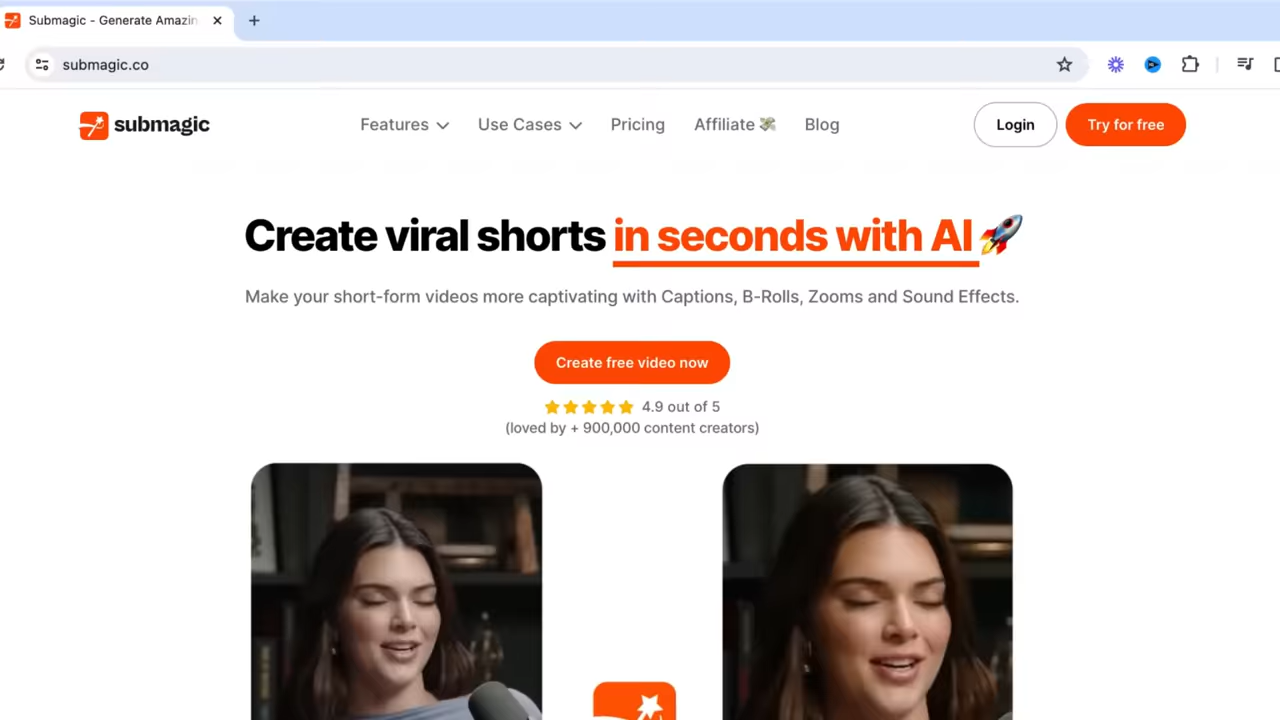 Submagic - Generate Amazin
submagic.co
submagic
Features
Use Cases
Pricing
Affiliate 💸
Blog
Login
Try for free
Create viral shorts in seconds with AI 🚀
Make your short-form videos more captivating with Captions, B-Rolls, Zooms and Sound Effects.
Create free video now
4.9 out of 5
(loved by + 900,000 content creators)